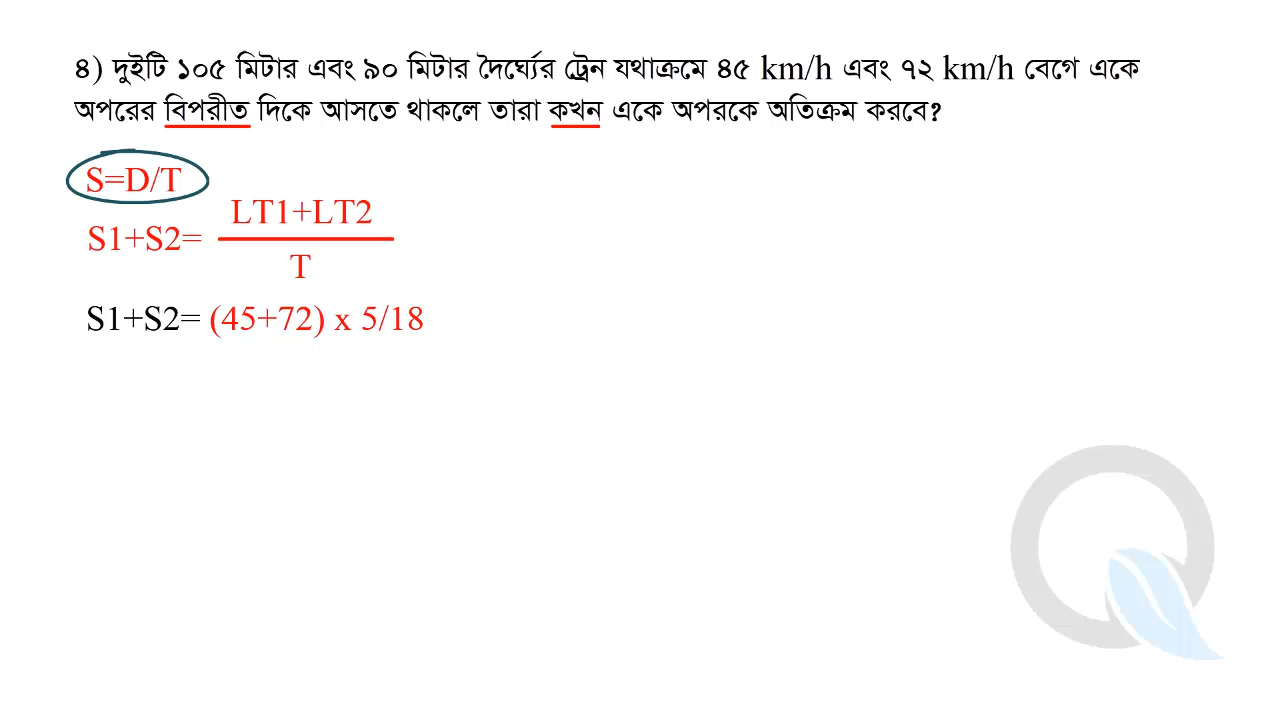 ৪) দুইটি ১০৫ মিটার এবং ৯০ মিটার দৈর্ঘ্যের ট্রেন যথাক্রমে ৪৫ km/h এবং ৭২ km/h বেগে একে
অপরের বিপরীত দিকে আসতে থাকলে তারা কখন একে অপরকে অতিক্রম করবে?
S=D/T
LT1+LT2
S1+S2=
T
S1+S2= (45+72) x 5/18